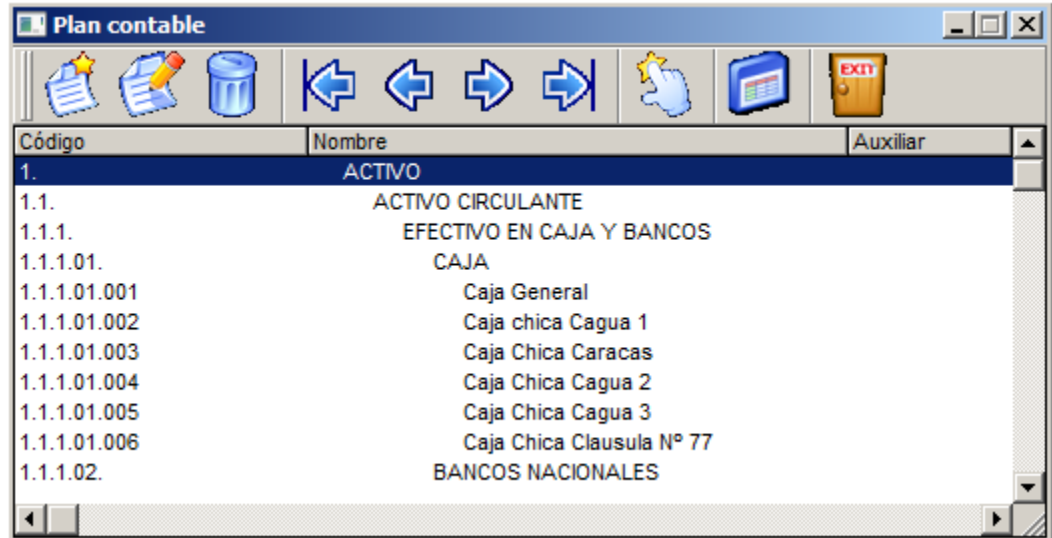 Plan contable
EXIT
Código Nombre Auxiliar
1. ACTIVO
1.1. ACTIVO CIRCULANTE
1.1.1. EFECTIVO EN CAJA Y BANCOS
1.1.1.01. CAJA
1.1.1.01.001 Caja General
1.1.1.01.002 Caja chica Cagua 1
1.1.1.01.003 Caja Chica Caracas
1.1.1.01.004 Caja Chica Cagua 2
1.1.1.01.005 Caja Chica Cagua 3
1.1.1.01.006 Caja Chica Clausula Nº 77
1.1.1.02. BANCOS NACIONALES